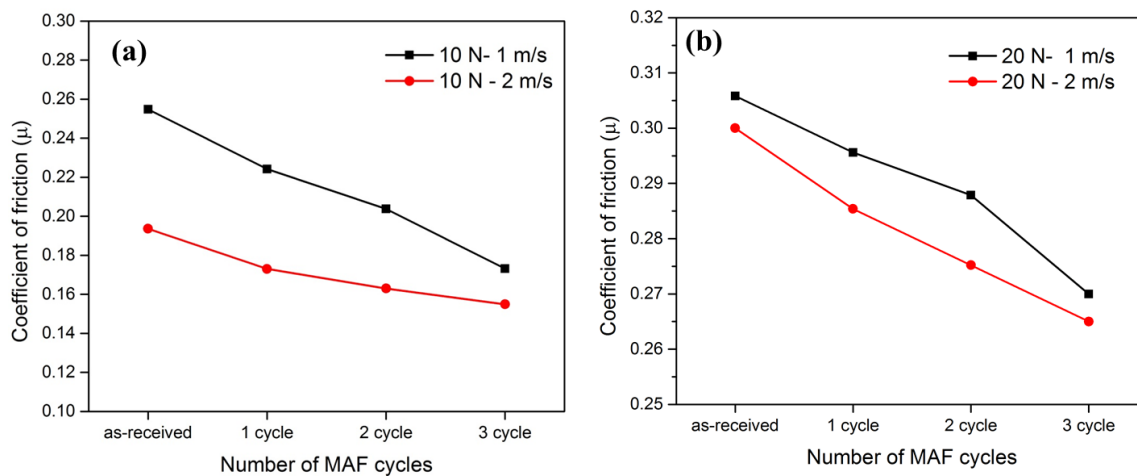 (a)
10 N- 1 m/s
10 N - 2 m/s
0.30
0.28
0.26
0.24
0.22
0.20
0.18
0.16
0.14
0.12
0.10
Coefficient of friction (μ)
as-received 1 cycle 2 cycle 3 cycle
Number of MAF cycles
(b)
20 N- 1 m/s
20 N - 2 m/s
0.32
0.31
0.30
0.29
0.28
0.27
0.26
0.25
Coefficient of friction (μ)
as-received 1 cycle 2 cycle 3 cycle
Number of MAF cycles